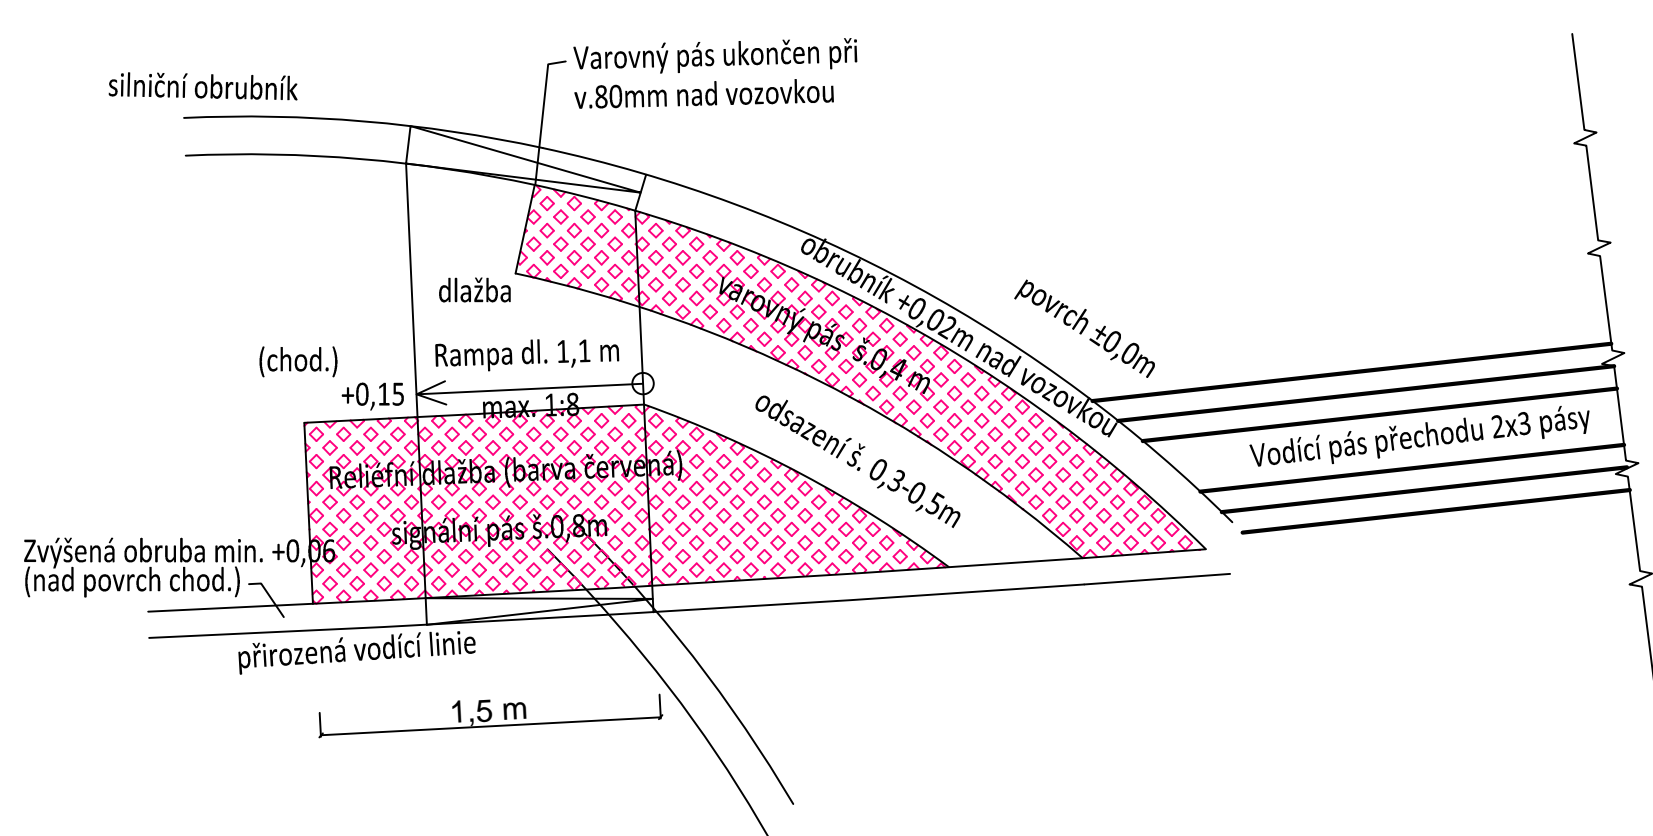 Varovný pás ukončen při
v.80mm nad vozovkou
silniční obrubník
obrubník +0,02m nad vozovkou
povrch ±0,0m
varovný pás š.0,4 m
dlažba
Rampa dl. 1,1 m
max. 1:8
(chod.)
+0,15
odsazení š. 0,3-0,5m
Vodící pás přechodu 2x3 pásy
Reliéfní dlažba (barva červená)
signální pás š.0,8m
Zvýšená obruba min. +0,06
(nad povrch chod.)
přirozená vodící linie
1,5 m